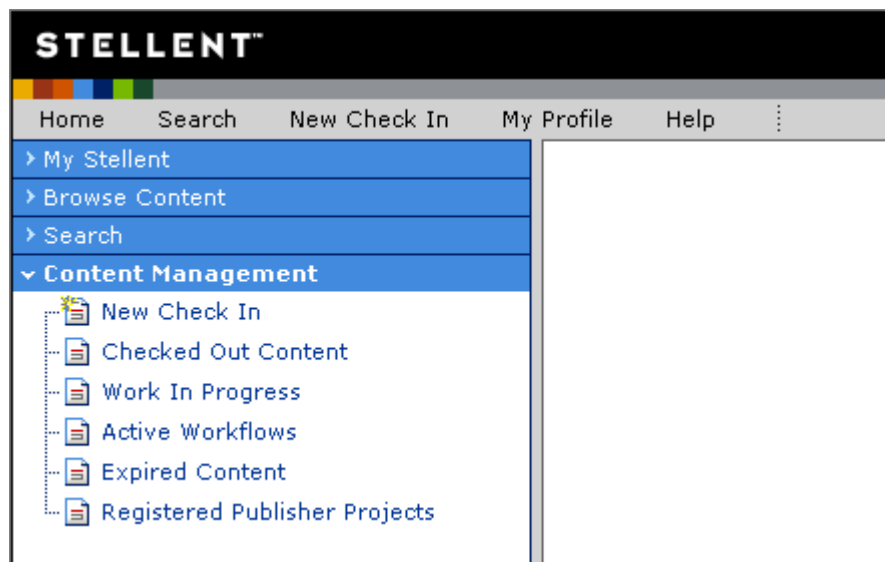 STELLENT™
Home Search New Check In My Profile Help
My Stellent
Browse Content
Search
Content Management
New Check In
Checked Out Content
Work In Progress
Active Workflows
Expired Content
Registered Publisher Projects